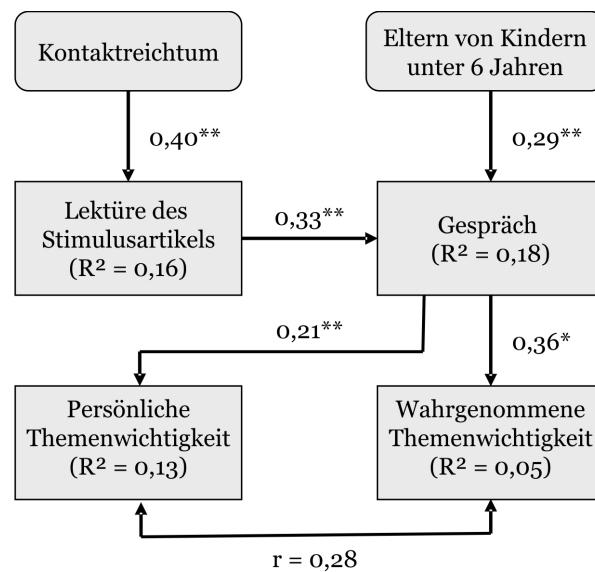 Kontaktreichtum
Eltern von Kindern
unter 6 Jahren
0,40**
0,29**
Lektüre des
Stimulusartikels
(R² = 0,16)
0,33**
Gespräch
(R² = 0,18)
0,21**
0,36*
Persönliche
Themenwichtigkeit
(R² = 0,13)
Wahrgenommene
Themenwichtigkeit
(R² = 0,05)
r = 0,28